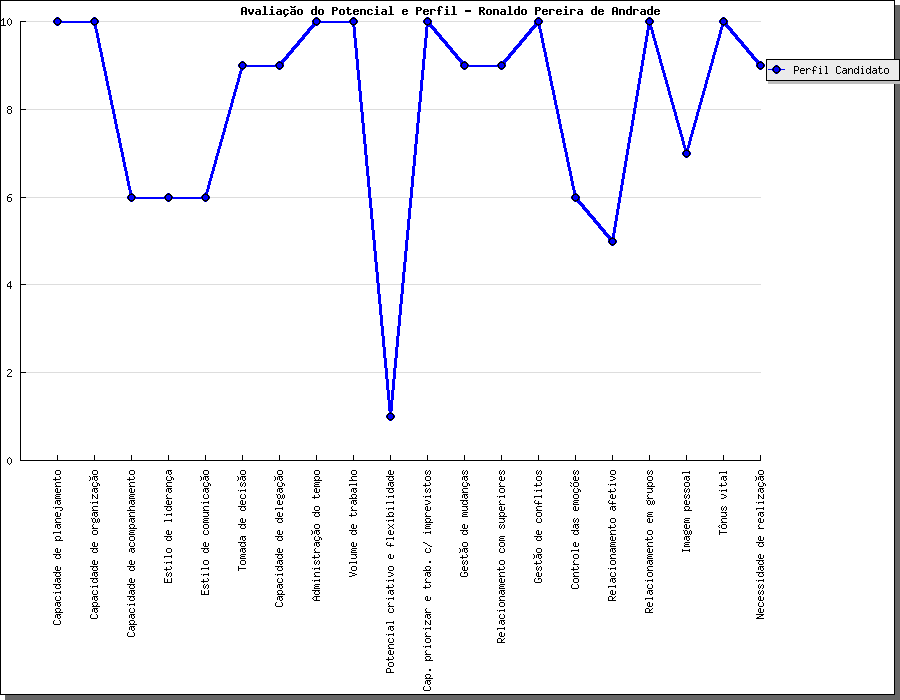 Avaliação do Potencial e Perfil - Ronaldo Pereira de Andrade
10
8
6
4
2
0
Perfil Candidato
Capacidade de planejamento
Capacidade de organização
Capacidade de acompanhamento
Estilo de liderança
Estilo de comunicação
Tomada de decisão
Capacidade de delegação
Administração do tempo
Volume de trabalho
Potencial criativo e flexibilidade
Cap. priorizar e trab. c/ imprevistos
Gestão de mudanças
Relacionamento com superiores
Gestão de conflitos
Controle das emoções
Relacionamento afetivo
Relacionamento em grupos
Imagem pessoal
Tônus vital
Necessidade de realização